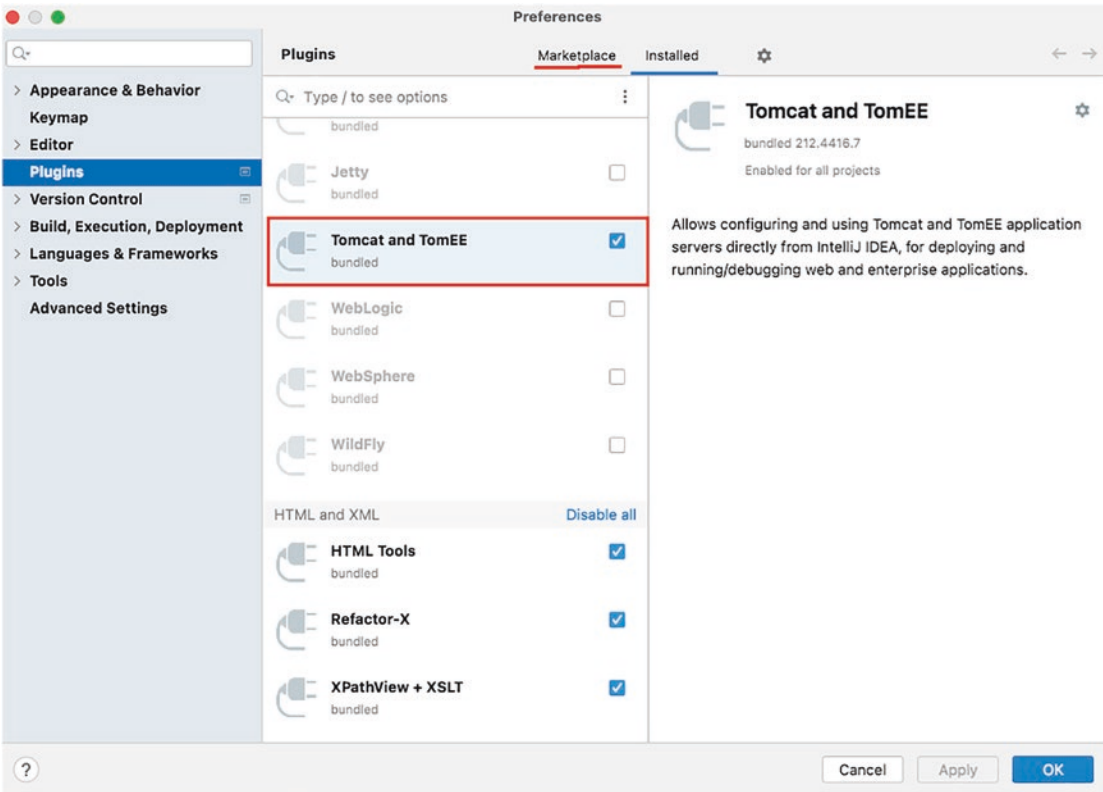 Preferences
Plugins
Marketplace
Installed
Appearance & Behavior
Keymap
Editor
Plugins
Version Control
Build, Execution, Deployment
Languages & Frameworks
Tools
Advanced Settings
Type / to see options
bundled
Jetty
bundled
Tomcat and TomEE
bundled
WebLogic
bundled
WebSphere
bundled
WildFly
bundled
HTML and XML Disable all
HTML Tools
bundled
Refactor-X
bundled
XPathView + XSLT
bundled
Tomcat and TomEE
bundled 212.4416.7
Enabled for all projects
Allows configuring and using Tomcat and TomEE application
servers directly from IntelliJ IDEA, for deploying and
running/debugging web and enterprise applications.
?
Cancel
Apply
OK